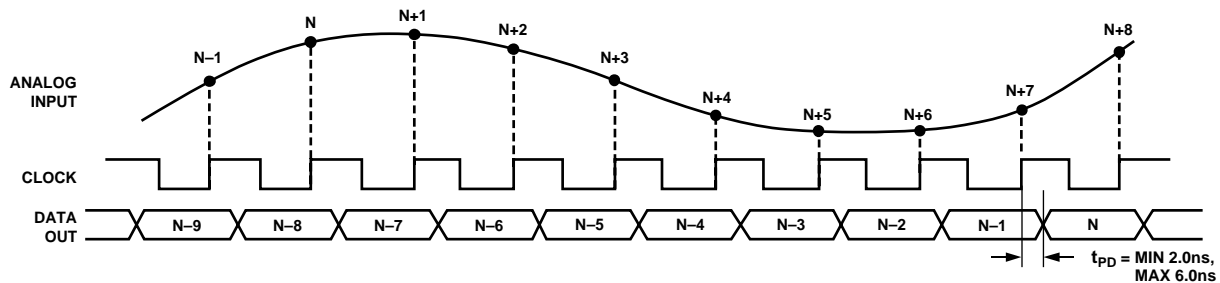 N–1
N
N+1
N+2
N+3
N+4
N+5
N+6
N+7
N+8
ANALOG
INPUT
CLOCK
DATA
OUT
N–9
N–8
N–7
N–6
N–5
N–4
N–3
N–2
N–1
N
tPD = MIN 2.0ns,
MAX 6.0ns